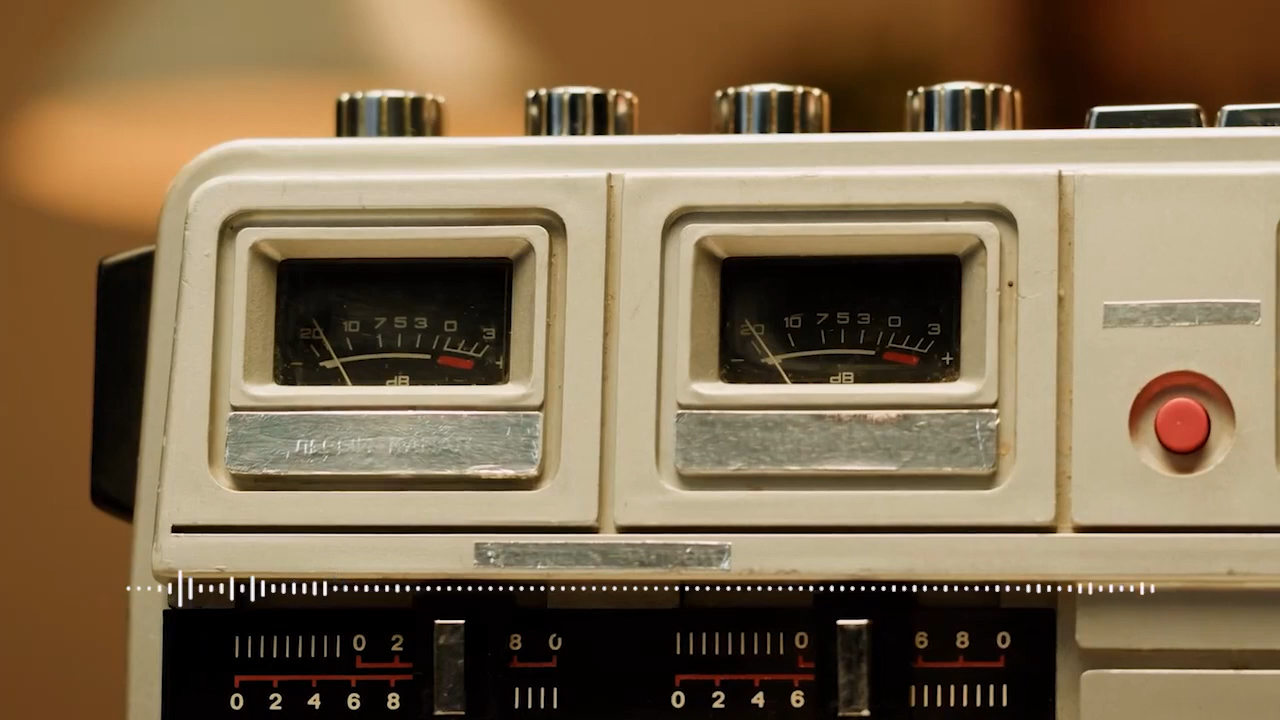 20 10 7 5 3 0 3
- +
dB
20 10 7 5 3 0 3
- +
dB
0 2 8 0
0 2 4 6 8
0 6 8 0
0 2 4 6